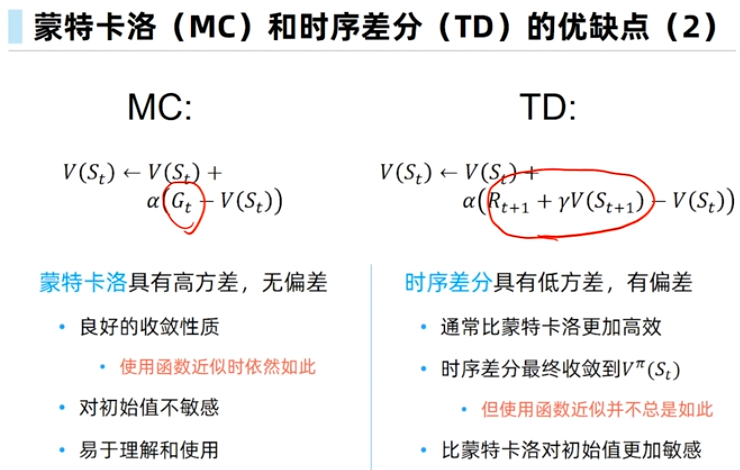 蒙特卡洛（MC）和时序差分（TD）的优缺点（2）
MC:
V(S_t) ← V(S_t) +
α(G_t − V(S_t))
蒙特卡洛具有高方差，无偏差
• 良好的收敛性质
• 使用函数近似时依然如此
• 对初始值不敏感
• 易于理解和使用
TD:
V(S_t) ← V(S_t) +
α(R_{t+1} + γV(S_{t+1}) − V(S_t))
时序差分具有低方差，有偏差
• 通常比蒙特卡洛更加高效
• 时序差分最终收敛到V^π(S_t)
• 但使用函数近似并不总是如此
• 比蒙特卡洛对初始值更加敏感